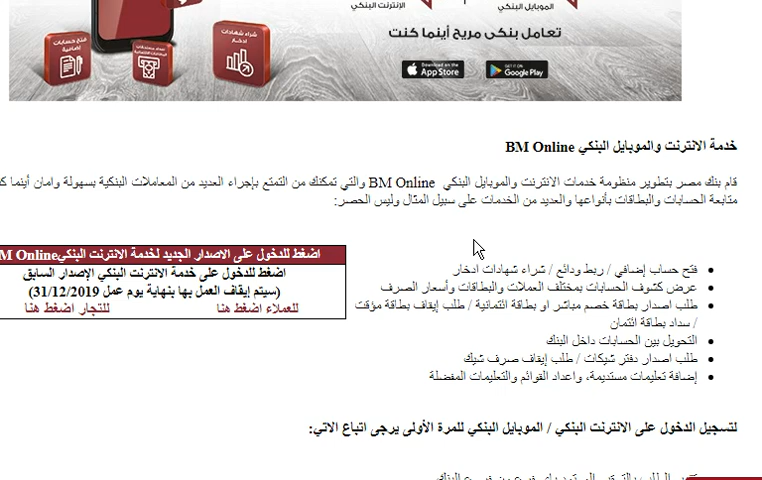 الموبايل البنكي
الإنترنت البنكي
تعامل بنكى مريح أينما كنت
فتح حسابات إضافية
شراء شهادات ادخار
Download on the App Store
GET IT ON Google Play
خدمة الانترنت والموبايل البنكي BM Online
قام بنك مصر بتطوير منظومة خدمات الانترنت والموبايل البنكي BM Online والتي تمكنك من التمتع بإجراء العديد من المعاملات البنكية بسهولة وامان أينما
متابعة الحسابات والبطاقات بأنواعها والعديد من الخدمات على سبيل المثال وليس الحصر:
اضغط للدخول على الاصدار الجديد لخدمة الانترنت البنكيBM Online
اضغط للدخول على خدمة الانترنت البنكي الإصدار السابق
(سيتم إيقاف العمل بها بنهاية يوم عمل 31/12/2019)
للعملاء اضغط هنا للتجار اضغط هنا
فتح حساب إضافي / ربط ودائع / شراء شهادات ادخار
عرض كشوف الحسابات بمختلف العملات والبطاقات وأسعار الصرف
طلب اصدار بطاقة خصم مباشر او بطاقة ائتمانية / طلب إيقاف بطاقة مؤقت
/ سداد بطاقة ائتمان
التحويل بين الحسابات داخل البنك
طلب اصدار دفتر شيكات / طلب إيقاف صرف شيك
إضافة تعليمات مستديمة، واعداد القوائم والتعليمات المفضلة
لتسجيل الدخول على الانترنت البنكي / الموبايل البنكي للمرة الأولى يرجى اتباع الاتي: